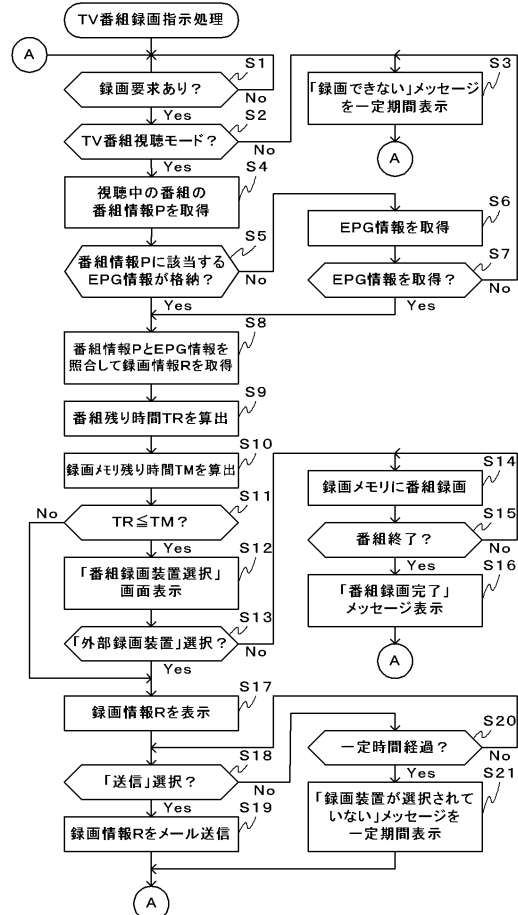 TV番組録画指示処理
A
S1
録画要求あり?
No
Yes
S2
TV番組視聴モード?
No
Yes
S3
「録画できない」メッセージ
を一定期間表示
A
S4
視聴中の番組の
番組情報Pを取得
S5
番組情報Pに該当する
EPG情報が格納?
No
Yes
S6
EPG情報を取得
S7
EPG情報を取得?
No
Yes
S8
番組情報PとEPG情報を
照合して録画情報Rを取得
S9
番組残り時間TRを算出
S10
録画メモリ残り時間TMを算出
S11
No
TR≦TM?
Yes
S12
「番組録画装置選択」
画面表示
S13
「外部録画装置」選択?
No
Yes
S14
録画メモリに番組録画
S15
番組終了?
No
Yes
S16
「番組録画完了」
メッセージ表示
A
S17
録画情報Rを表示
S18
「送信」選択?
No
Yes
S19
録画情報Rをメール送信
S20
一定時間経過?
No
Yes
S21
「録画装置が選択されて
いない」メッセージを
一定期間表示
A